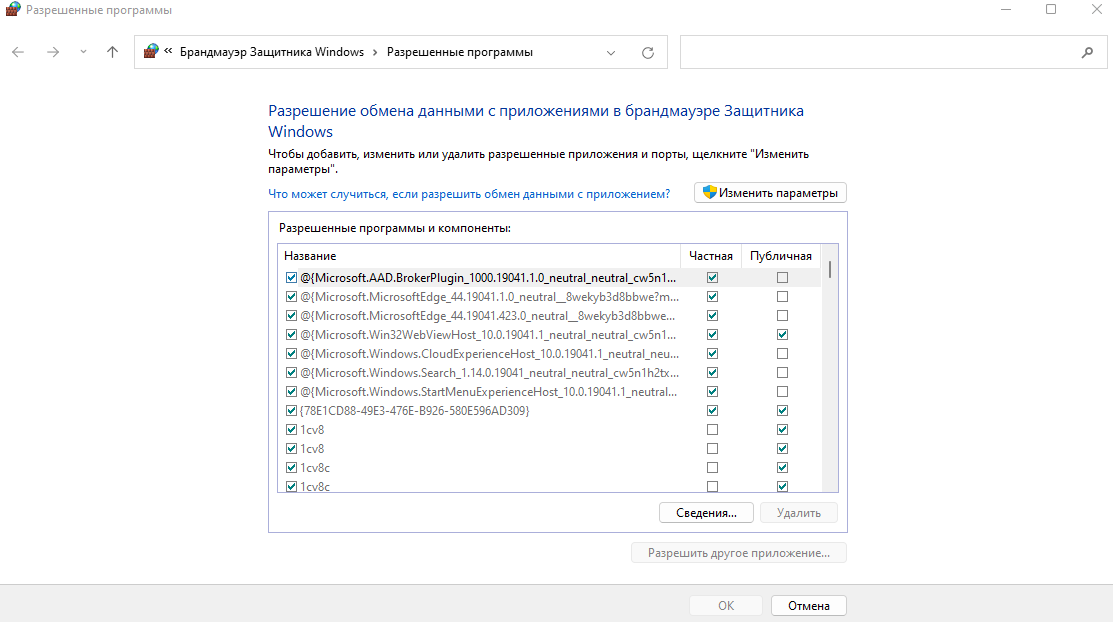 Разрешенные программы
« Брандмауэр Защитника Windows › Разрешенные программы
Разрешение обмена данными с приложениями в брандмауэре Защитника
Windows
Чтобы добавить, изменить или удалить разрешенные приложения и порты, щелкните "Изменить
параметры".
Что может случиться, если разрешить обмен данными с приложением?
Изменить параметры
Разрешенные программы и компоненты:
Название Частная Публичная
@{Microsoft.AAD.BrokerPlugin_1000.19041.1.0_neutral_neutral_cw5n1...
@{Microsoft.MicrosoftEdge_44.19041.1.0_neutral__8wekyb3d8bbwe?m...
@{Microsoft.MicrosoftEdge_44.19041.423.0_neutral__8wekyb3d8bbwe...
@{Microsoft.Win32WebViewHost_10.0.19041.1_neutral_neutral_cw5n1...
@{Microsoft.Windows.CloudExperienceHost_10.0.19041.1_neutral_neu...
@{Microsoft.Windows.Search_1.14.0.19041_neutral_neutral_cw5n1h2tx...
@{Microsoft.Windows.StartMenuExperienceHost_10.0.19041.1_neutral...
{78E1CD88-49E3-476E-B926-580E596AD309}
1cv8
1cv8
1cv8c
1cv8c
Сведения... Удалить
Разрешить другое приложение...
ОК Отмена